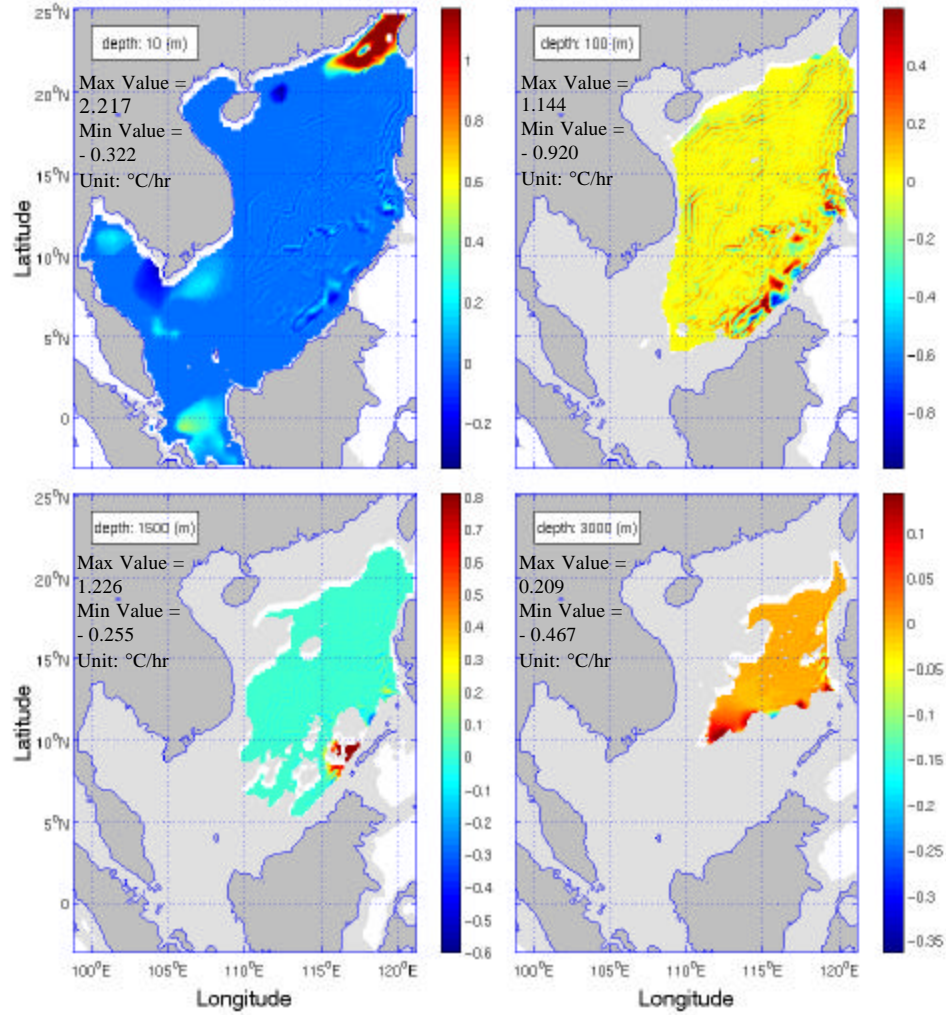 25°N
20°N
15°N
10°N
5°N
0
Latitude
depth: 10 (m)
Max Value =
2.217
Min Value =
- 0.322
Unit: °C/hr
1
0.8
0.6
0.4
0.2
0
-0.2
depth: 100 (m)
Max Value =
1.144
Min Value =
- 0.920
Unit: °C/hr
0.4
0.2
0
-0.2
-0.4
-0.6
-0.8
25°N
20°N
15°N
10°N
5°N
0
Latitude
depth: 1500 (m)
Max Value =
1.226
Min Value =
- 0.255
Unit: °C/hr
100°E 105°E 110°E 115°E 120°E
Longitude
0.8
0.7
0.6
0.5
0.4
0.3
0.2
0.1
0
-0.1
-0.2
-0.3
-0.4
-0.5
-0.6
depth: 3000 (m)
Max Value =
0.209
Min Value =
- 0.467
Unit: °C/hr
100°E 105°E 110°E 115°E 120°E
Longitude
0.1
0.05
0
-0.05
-0.1
-0.15
-0.2
-0.25
-0.3
-0.35